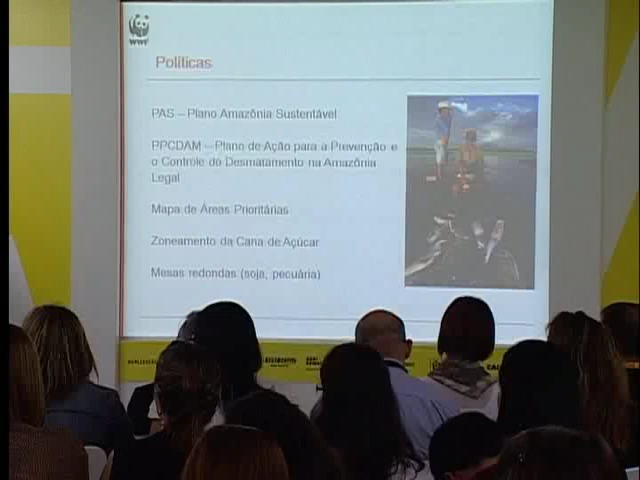 WWF
Políticas
PAS – Plano Amazônia Sustentável
PPCDAM – Plano de Ação para a Prevenção e
o Controle do Desmatamento na Amazônia
Legal
Mapa de Áreas Prioritárias
Zoneamento da Cana de Açúcar
Mesas redondas (soja, pecuária)